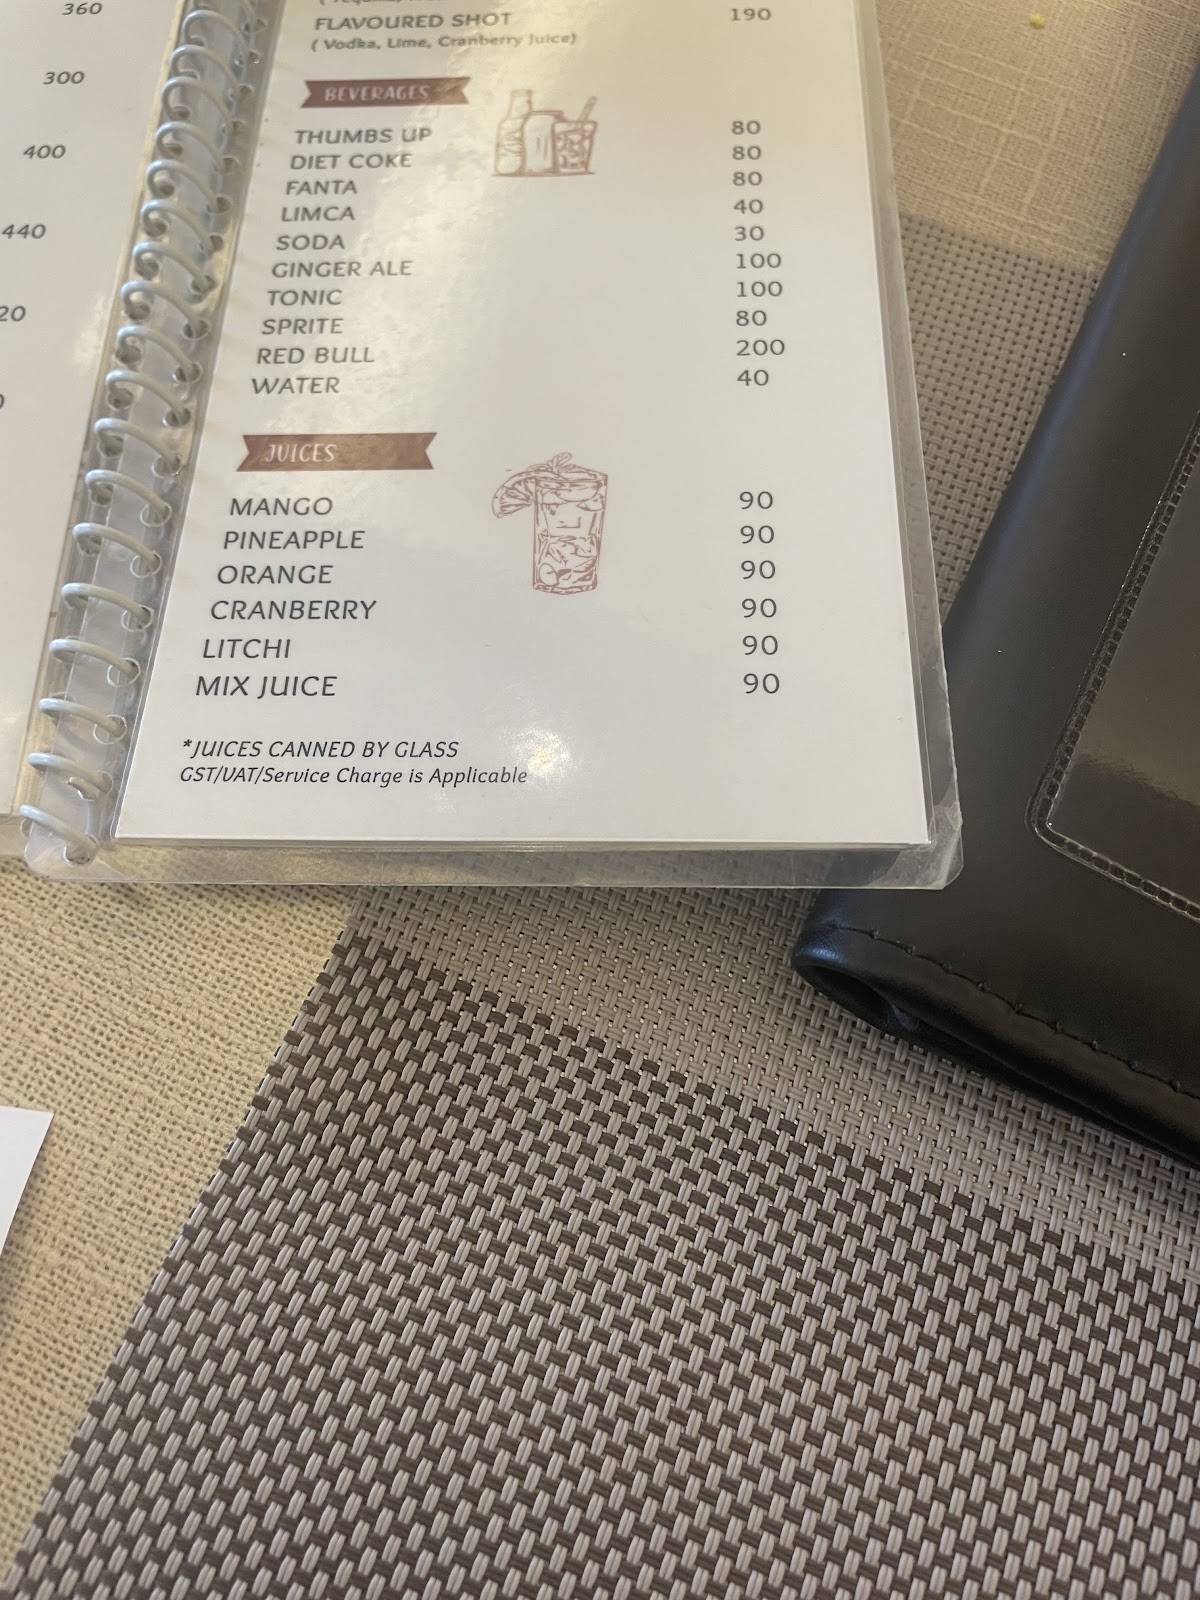 360
300
400
440
20
FLAVOURED SHOT 190
( Vodka, Lime, Cranberry Juice)
BEVERAGES
THUMBS UP 80
DIET COKE 80
FANTA 80
LIMCA 40
SODA 30
GINGER ALE 100
TONIC 100
SPRITE 80
RED BULL 200
WATER 40
JUICES
MANGO 90
PINEAPPLE 90
ORANGE 90
CRANBERRY 90
LITCHI 90
MIX JUICE 90
*JUICES CANNED BY GLASS
GST/VAT/Service Charge is Applicable